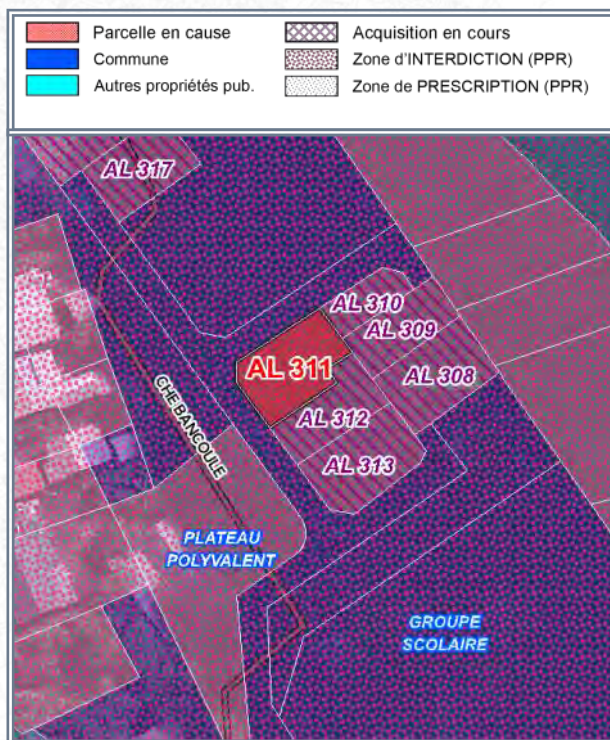 Parcelle en cause
Acquisition en cours
Commune
Zone d'INTERDICTION (PPR)
Autres propriétés pub.
Zone de PRESCRIPTION (PPR)
AL 317
AL 310
AL 309
AL 311
AL 308
CHE BANCOULE
AL 312
AL 313
PLATEAU
POLYVALENT
GROUPE
SCOLAIRE